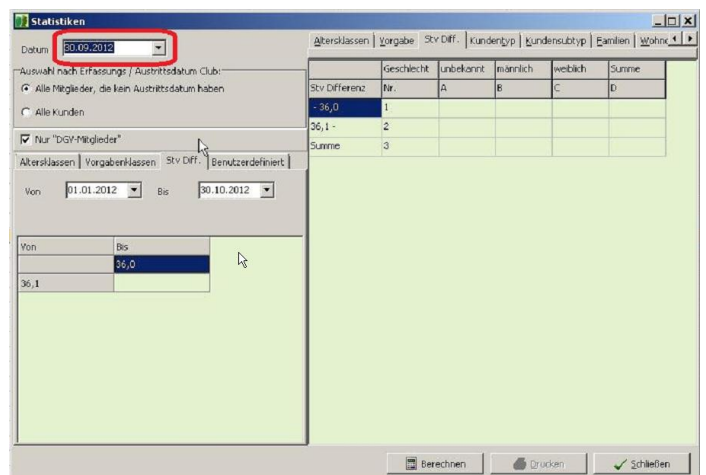 Statistiken
Datum 30.09.2012
Auswahl nach Erfassungs / Austrittsdatum Club:
Alle Mitglieder, die kein Austrittsdatum haben
Alle Kunden
Nur "DGV-Mitglieder"
Altersklassen Vorgabenklassen Stv Diff. Benutzerdefiniert
Von 01.01.2012 Bis 30.10.2012
Von Bis
36,0
36,1
Altersklassen Vorgabe Stv Diff. Kundentyp Kundensubtyp Familien Wohn
Geschlecht unbekannt männlich weiblich Summe
Stv Differenz Nr. A B C D
- 36,0 1
36,1 - 2
Summe 3
Berechnen Drucken Schließen